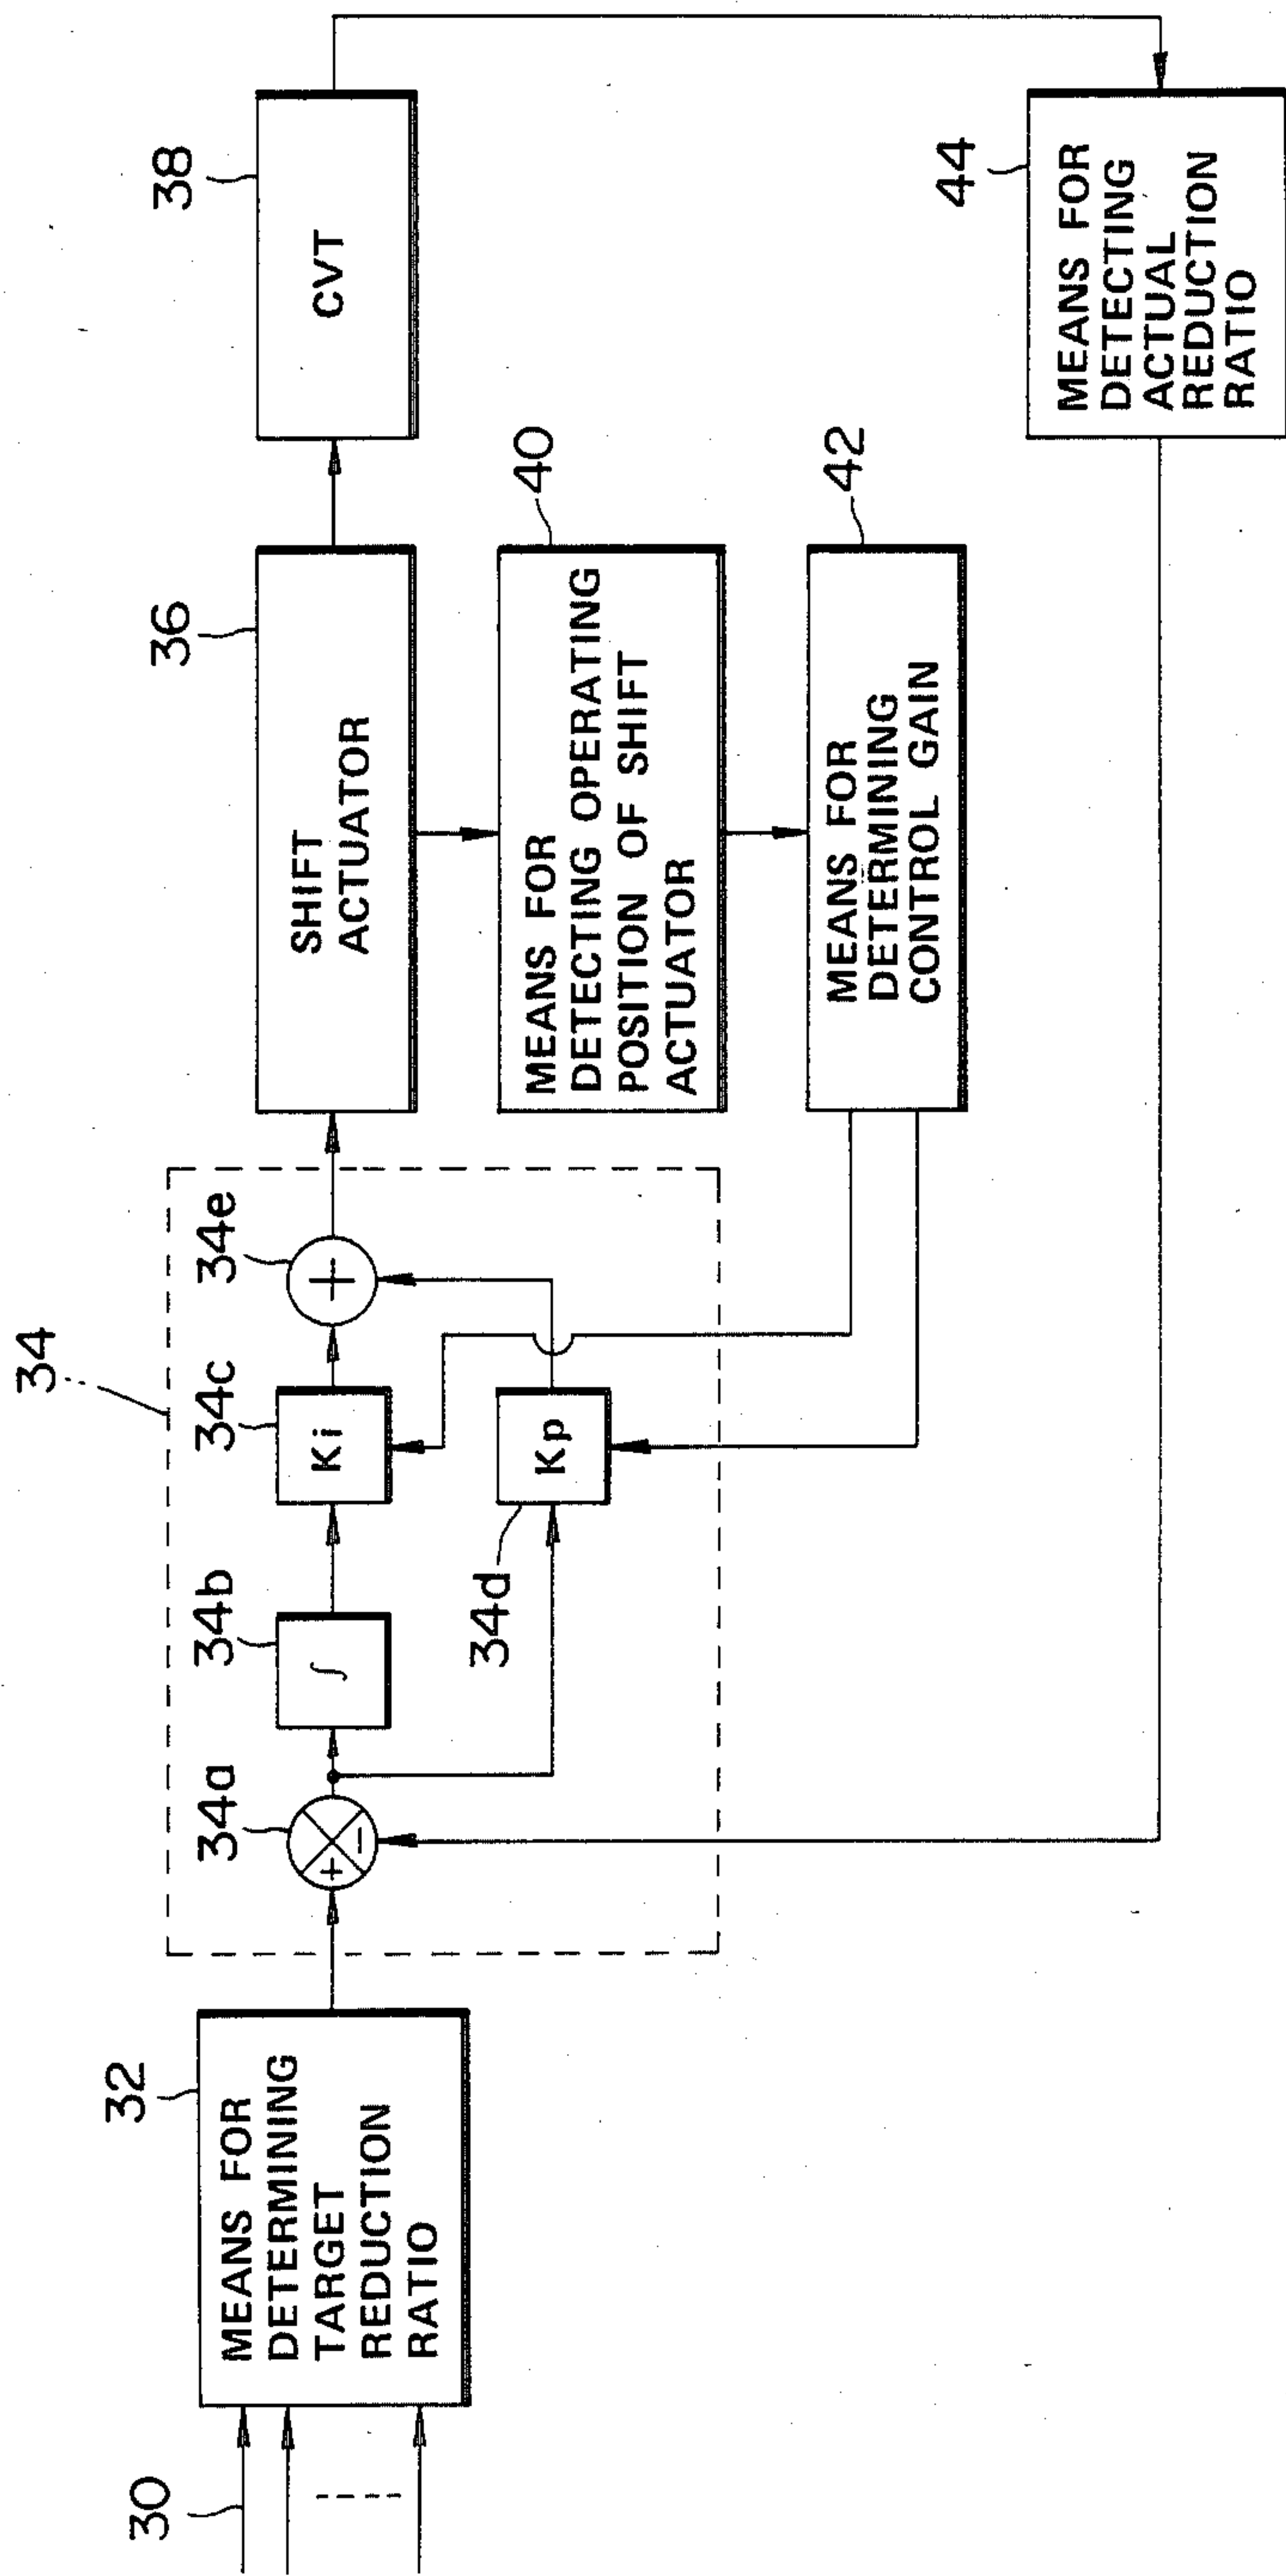 30
32
MEANS FOR
DETERMINING
TARGET
REDUCTION
RATIO
34
34a
+
−
34b
∫
34c
Ki
34d
Kp
34e
+
36
SHIFT
ACTUATOR
38
CVT
40
MEANS FOR
DETECTING OPERATING
POSITION OF SHIFT
ACTUATOR
42
MEANS FOR
DETERMINING
CONTROL GAIN
44
MEANS FOR
DETECTING
ACTUAL
REDUCTION
RATIO